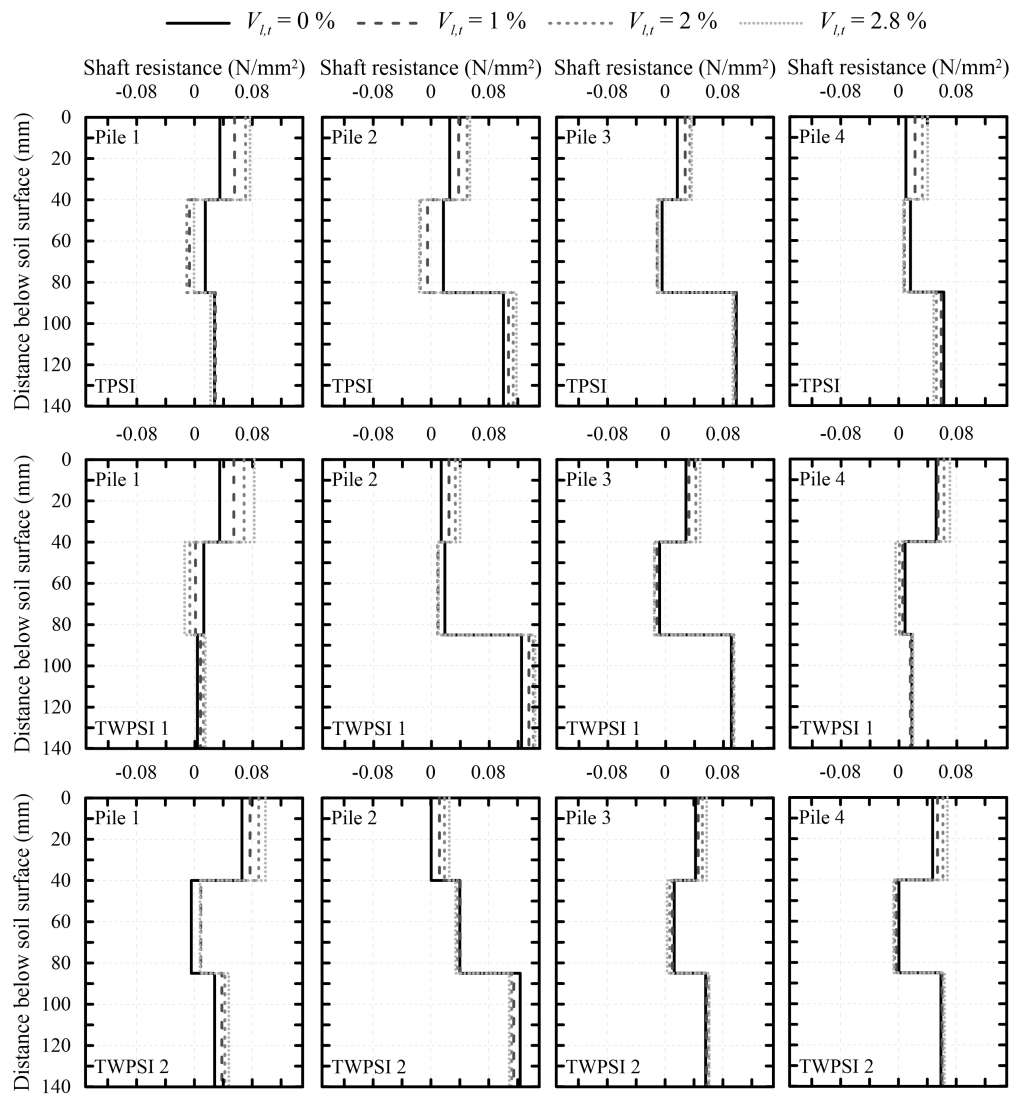 V_{l,t} = 0 % V_{l,t} = 1 % V_{l,t} = 2 % V_{l,t} = 2.8 %
Shaft resistance (N/mm²) Shaft resistance (N/mm²) Shaft resistance (N/mm²) Shaft resistance (N/mm²)
-0.08 0 0.08 -0.08 0 0.08 -0.08 0 0.08 -0.08 0 0.08
Distance below soil surface (mm)
0
20
40
60
80
100
120
140
Pile 1 Pile 2 Pile 3 Pile 4
TPSI TPSI TPSI TPSI
-0.08 0 0.08 -0.08 0 0.08 -0.08 0 0.08 -0.08 0 0.08
Distance below soil surface (mm)
0
20
40
60
80
100
120
140
Pile 1 Pile 2 Pile 3 Pile 4
TWPSI 1 TWPSI 1 TWPSI 1 TWPSI 1
-0.08 0 0.08 -0.08 0 0.08 -0.08 0 0.08 -0.08 0 0.08
Distance below soil surface (mm)
0
20
40
60
80
100
120
140
Pile 1 Pile 2 Pile 3 Pile 4
TWPSI 2 TWPSI 2 TWPSI 2 TWPSI 2